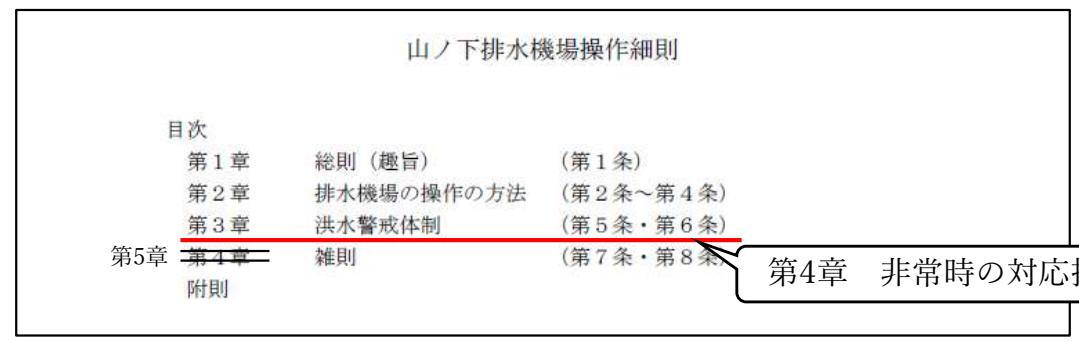 山ノ下排水機場操作細則
目次
第１章 総則（趣旨） （第１条）
第２章 排水機場の操作の方法 （第２条～第４条）
第３章 洪水警戒体制 （第５条・第６条）
第5章 第４章 雑則 （第７条・第８条）
第4章 非常時の対応
附則